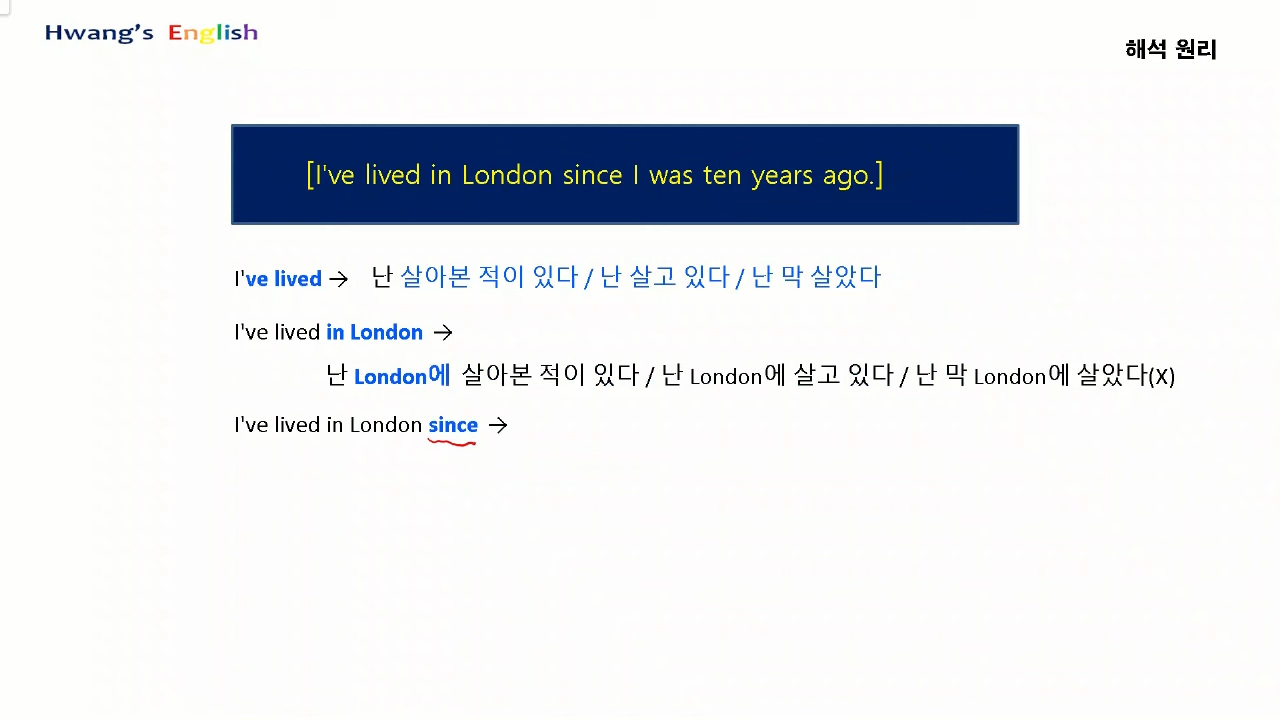 Hwang's English
해석 원리
[I've lived in London since I was ten years ago.]
I've lived → 난 살아본 적이 있다 / 난 살고 있다 / 난 막 살았다
I've lived in London →
난 London에 살아본 적이 있다 / 난 London에 살고 있다 / 난 막 London에 살았다(X)
I've lived in London since →